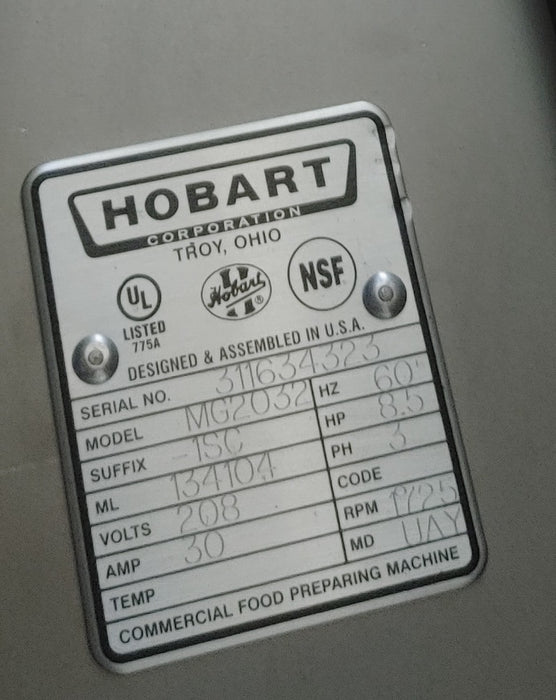 HOBART
CORPORATION
TROY, OHIO
UL
LISTED
775A
Hobart
®
NSF
DESIGNED & ASSEMBLED IN U.S.A.
SERIAL NO. 311634323
MODEL MG2032
HZ 60
SUFFIX -1SC
HP 8.5
ML 134104
PH 3
VOLTS 208
CODE
AMP 30
RPM 1725
TEMP
MD UAY
COMMERCIAL FOOD PREPARING MACHINE